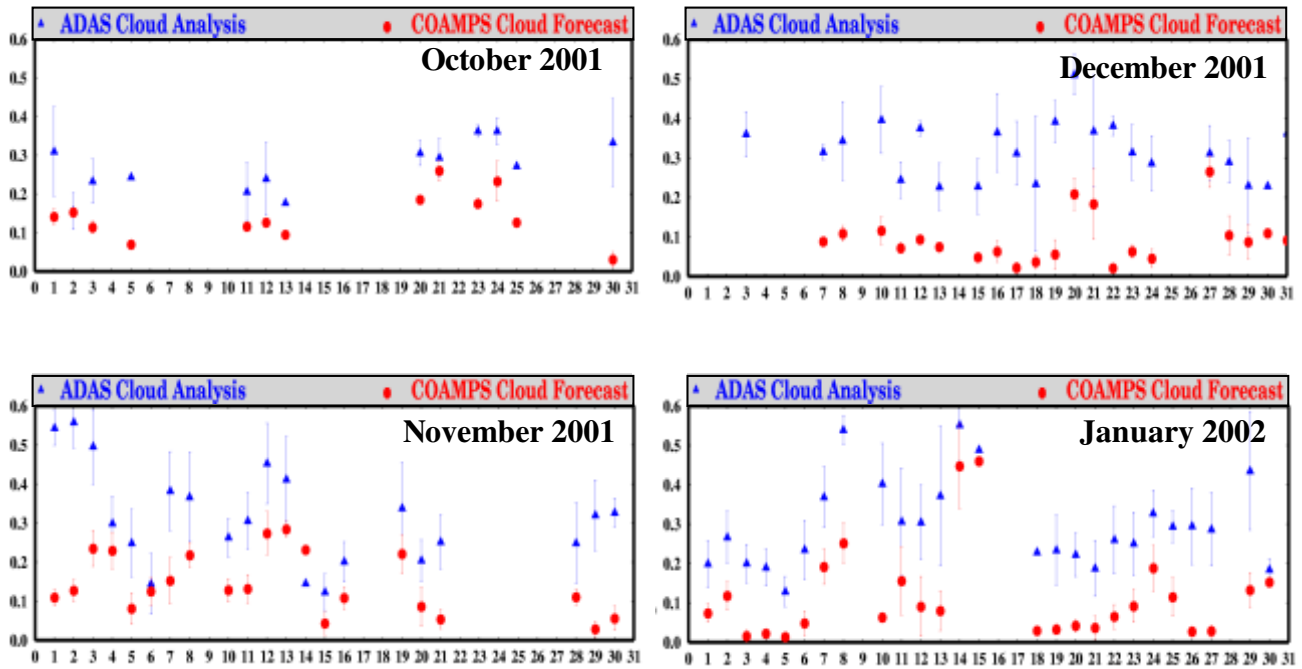 ADAS Cloud Analysis COAMPS Cloud Forecast
October 2001
0.6
0.5
0.4
0.3
0.2
0.1
0.0
0 1 2 3 4 5 6 7 8 9 10 11 12 13 14 15 16 17 18 19 20 21 22 23 24 25 26 27 28 29 30 31
ADAS Cloud Analysis COAMPS Cloud Forecast
December 2001
0.6
0.5
0.4
0.3
0.2
0.1
0.0
0 1 2 3 4 5 6 7 8 9 10 11 12 13 14 15 16 17 18 19 20 21 22 23 24 25 26 27 28 29 30 31
ADAS Cloud Analysis COAMPS Cloud Forecast
November 2001
0.6
0.5
0.4
0.3
0.2
0.1
0.0
0 1 2 3 4 5 6 7 8 9 10 11 12 13 14 15 16 17 18 19 20 21 22 23 24 25 26 27 28 29 30 31
ADAS Cloud Analysis COAMPS Cloud Forecast
January 2002
0.6
0.5
0.4
0.3
0.2
0.1
0.0
0 1 2 3 4 5 6 7 8 9 10 11 12 13 14 15 16 17 18 19 20 21 22 23 24 25 26 27 28 29 30 31